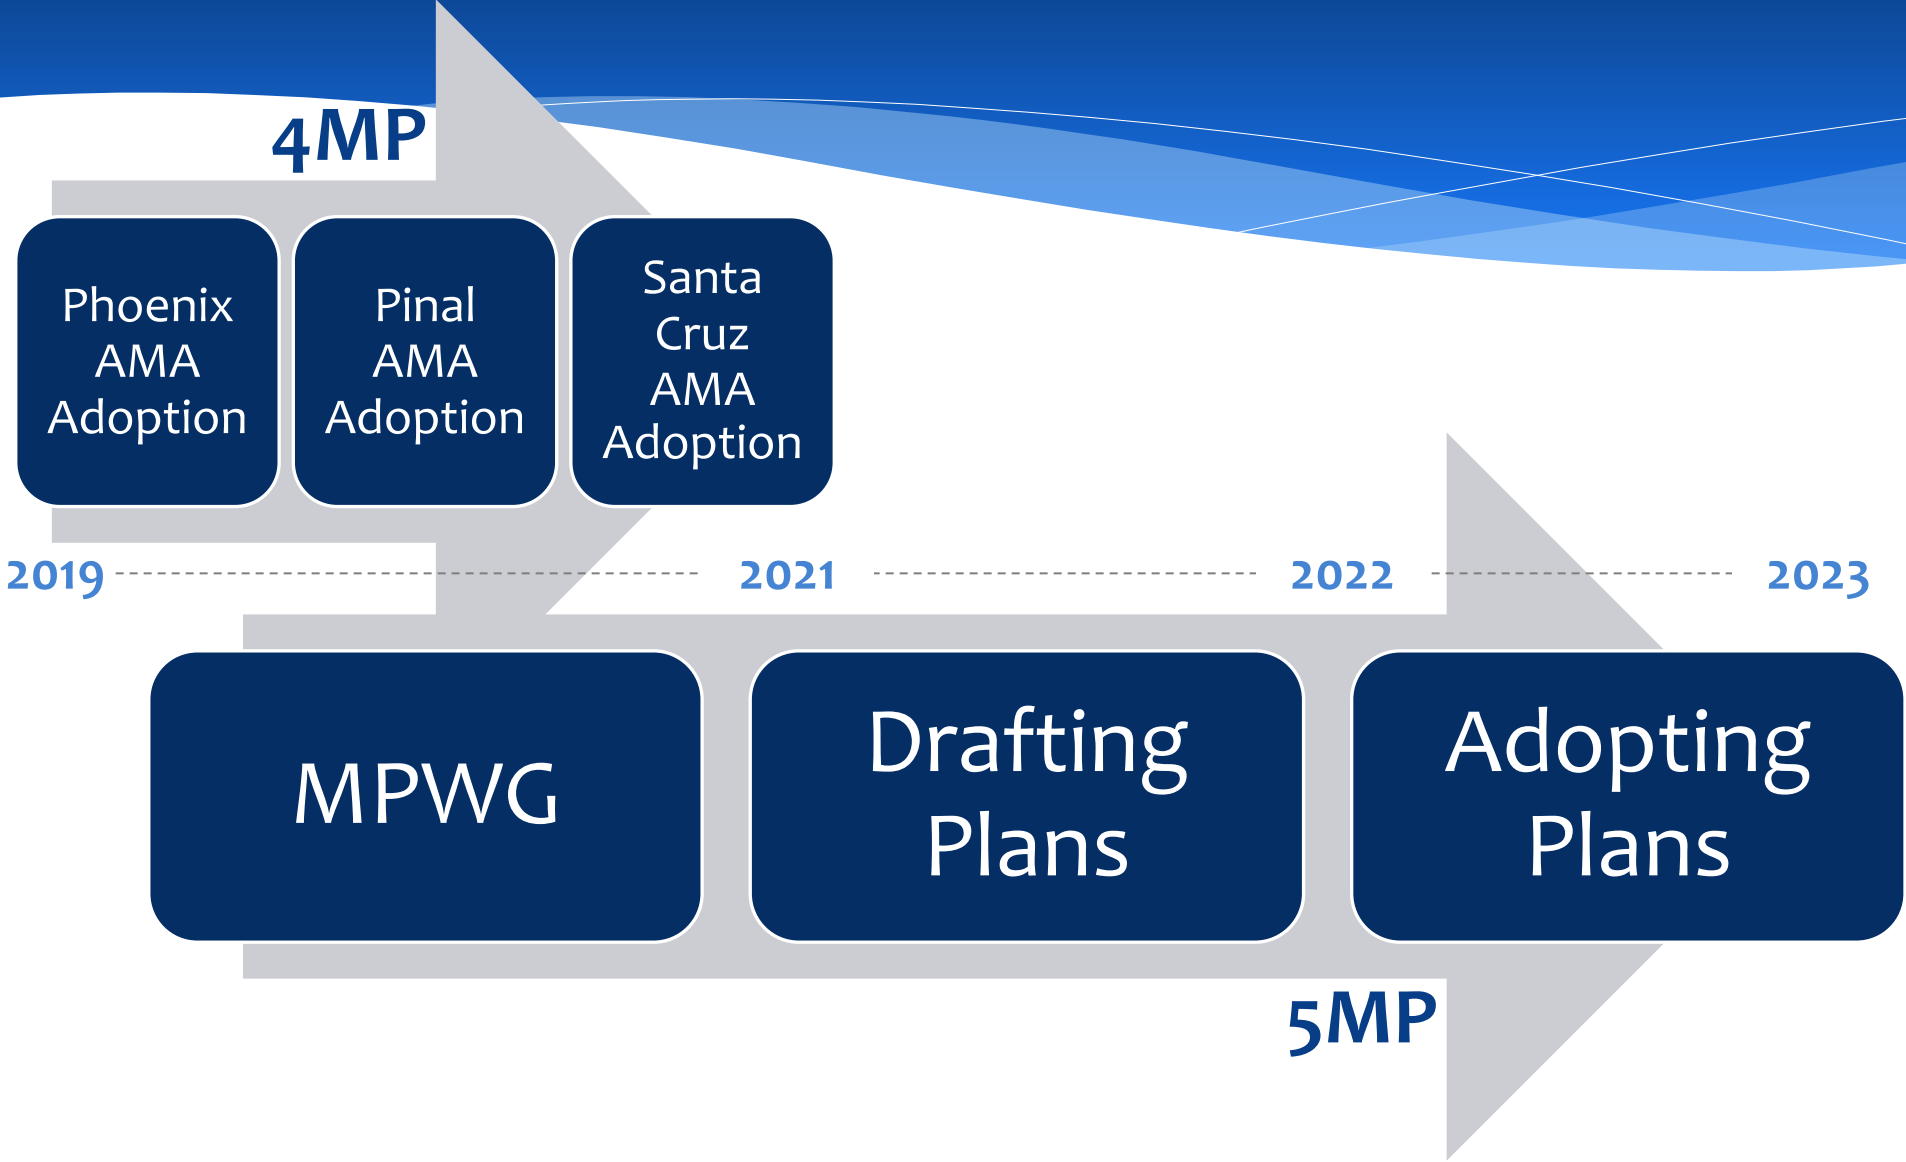 4MP
Phoenix
AMA
Adoption
Pinal
AMA
Adoption
Santa
Cruz
AMA
Adoption
2019
2021
2022
2023
MPWG
Drafting
Plans
Adopting
Plans
5MP